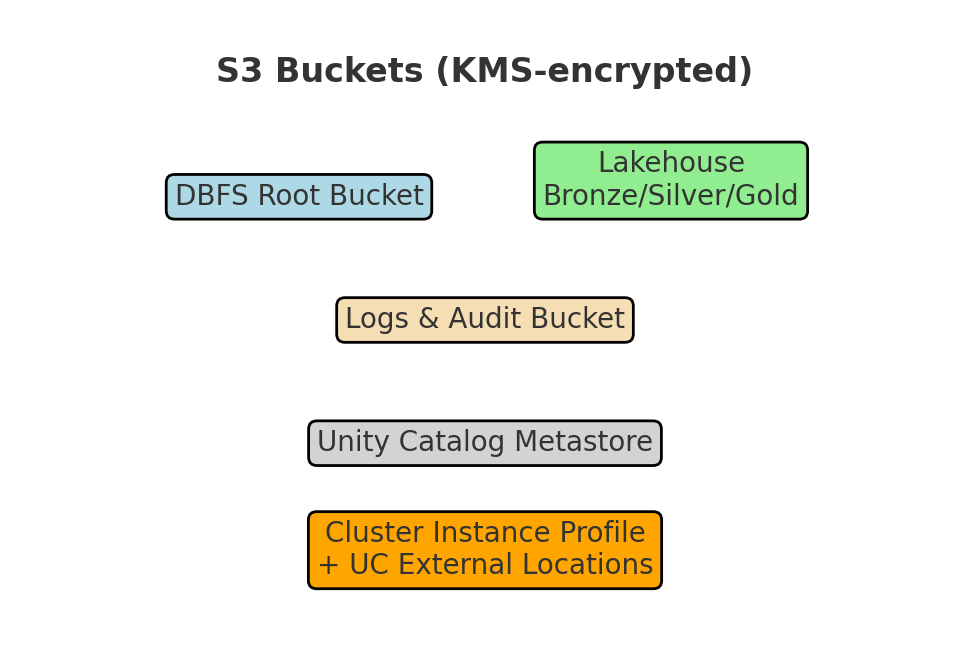 S3 Buckets (KMS-encrypted)
DBFS Root Bucket
Lakehouse
Bronze/Silver/Gold
Logs & Audit Bucket
Unity Catalog Metastore
Cluster Instance Profile
+ UC External Locations